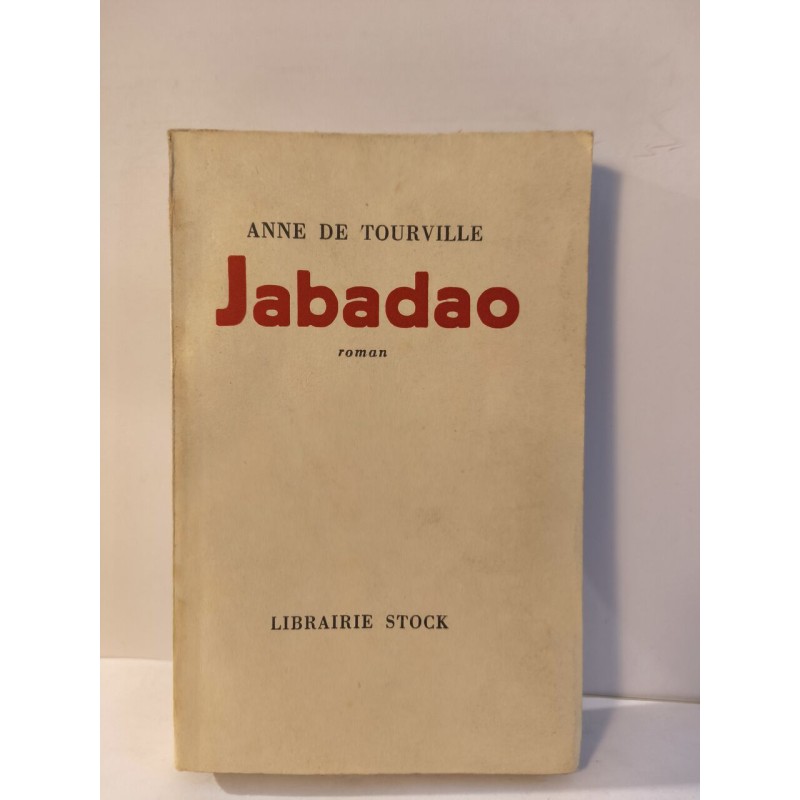 ANNE DE TOURVILLE
Jabadao
roman
LIBRAIRIE STOCK